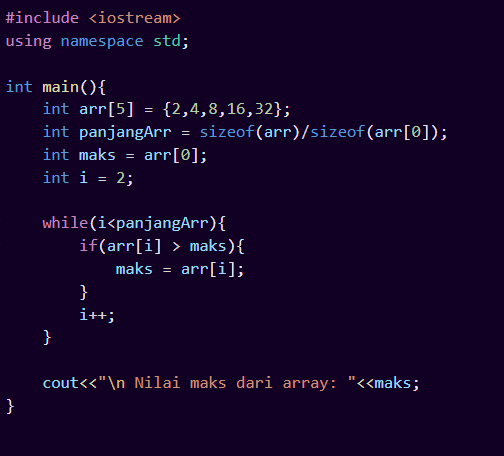 #include <iostream>
using namespace std;
int main(){
    int arr[5] = {2,4,8,16,32};
    int panjangArr = sizeof(arr)/sizeof(arr[0]);
    int maks = arr[0];
    int i = 2;
    while(i<panjangArr){
        if(arr[i] > maks){
            maks = arr[i];
        }
        i++;
    }
    cout<<"\n Nilai maks dari array: "<<maks;
}